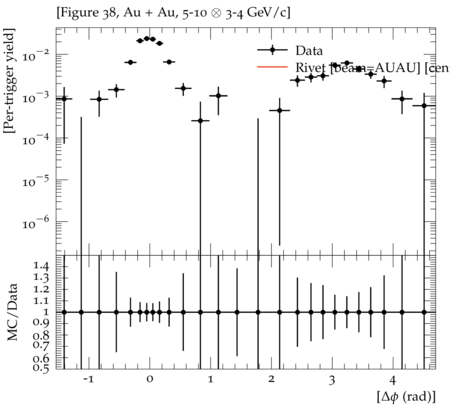 [Figure 38, Au + Au, 5-10 ⊗ 3-4 GeV/c]
[Per-trigger yield]
10⁻²
10⁻³
10⁻⁴
10⁻⁵
10⁻⁶
Data
Rivet [beam=AUAU] [cen
MC/Data
1.4
1.3
1.2
1.1
1
0.9
0.8
0.7
0.6
0.5
-1 0 1 2 3 4
[Δϕ (rad)]